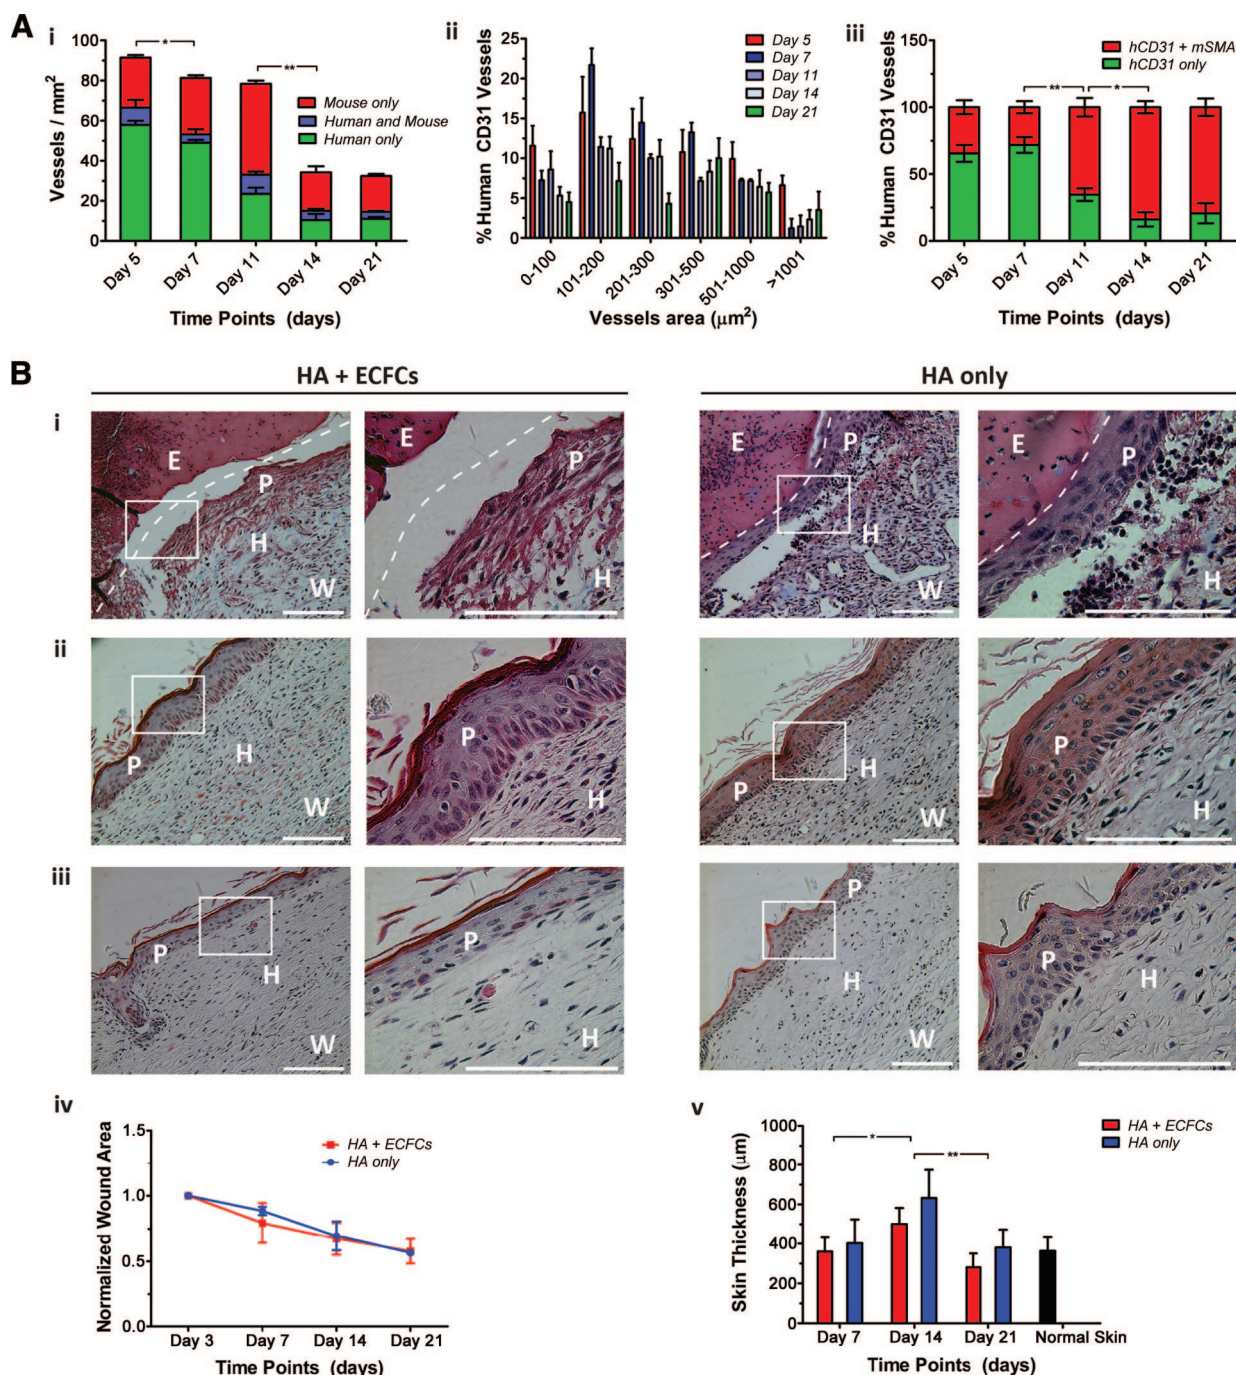 A
i
100
80
60
40
20
0
Vessels / mm²
*
**
Mouse only
Human and Mouse
Human only
Day 5
Day 7
Day 11
Day 14
Day 21
Time Points (days)
ii
25
20
15
10
5
0
%Human CD31 Vessels
Day 5
Day 7
Day 11
Day 14
Day 21
0-100
101-200
201-300
301-500
501-1000
>1001
Vessels area (μm²)
iii
150
100
50
0
%Human CD31 Vessels
hCD31 + mSMA
hCD31 only
**
*
Day 5
Day 7
Day 11
Day 14
Day 21
Time Points (days)
B
HA + ECFCs
HA only
i
E
P
H
W
E
P
H
E
P
H
W
E
P
H
ii
P
H
W
P
H
P
H
W
P
H
iii
P
H
W
P
H
P
H
W
P
H
iv
1.5
1.0
0.5
0.0
Normalized Wound Area
HA + ECFCs
HA only
Day 3
Day 7
Day 14
Day 21
Time Points (days)
v
1000
800
600
400
200
0
Skin Thickness (μm)
*
**
HA + ECFCs
HA only
Day 7
Day 14
Day 21
Normal Skin
Time Points (days)